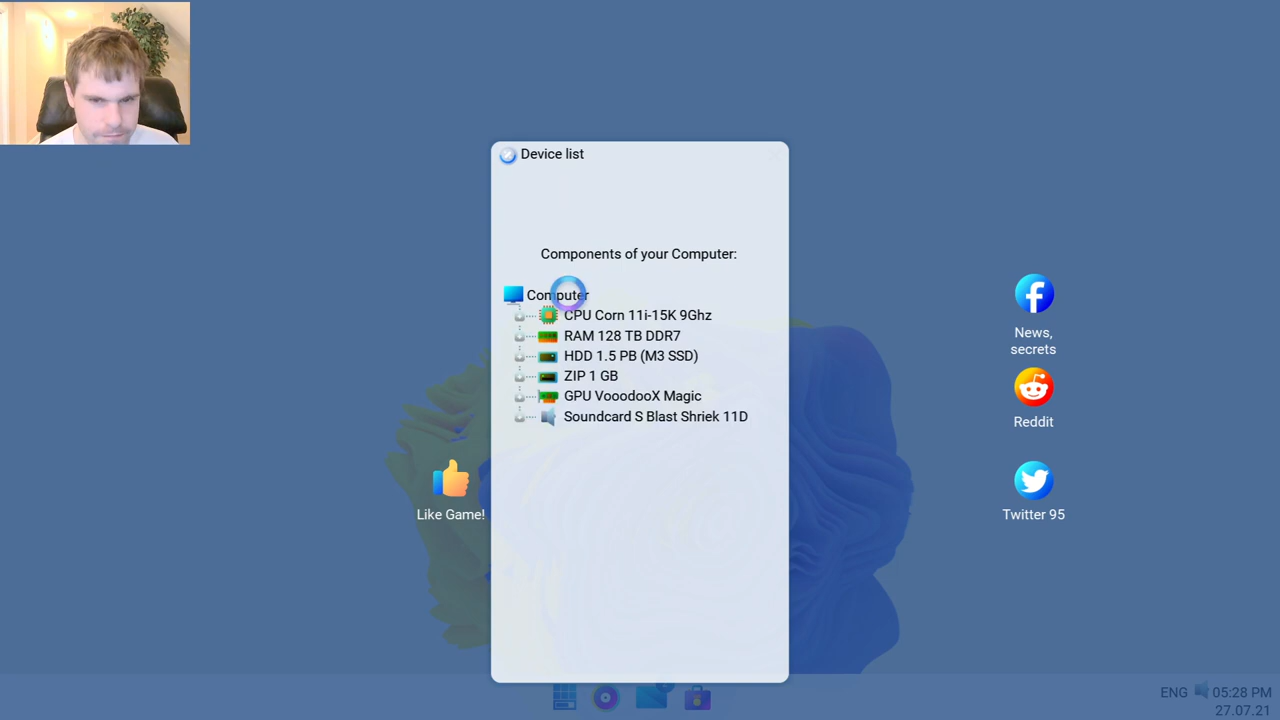 Device list
Components of your Computer:
Computer
CPU Corn 11i-15K 9Ghz
RAM 128 TB DDR7
HDD 1.5 PB (M3 SSD)
ZIP 1 GB
GPU VooodooX Magic
Soundcard S Blast Shriek 11D
Like Game!
News,
secrets
Reddit
Twitter 95
ENG 05:28 PM
27.07.21